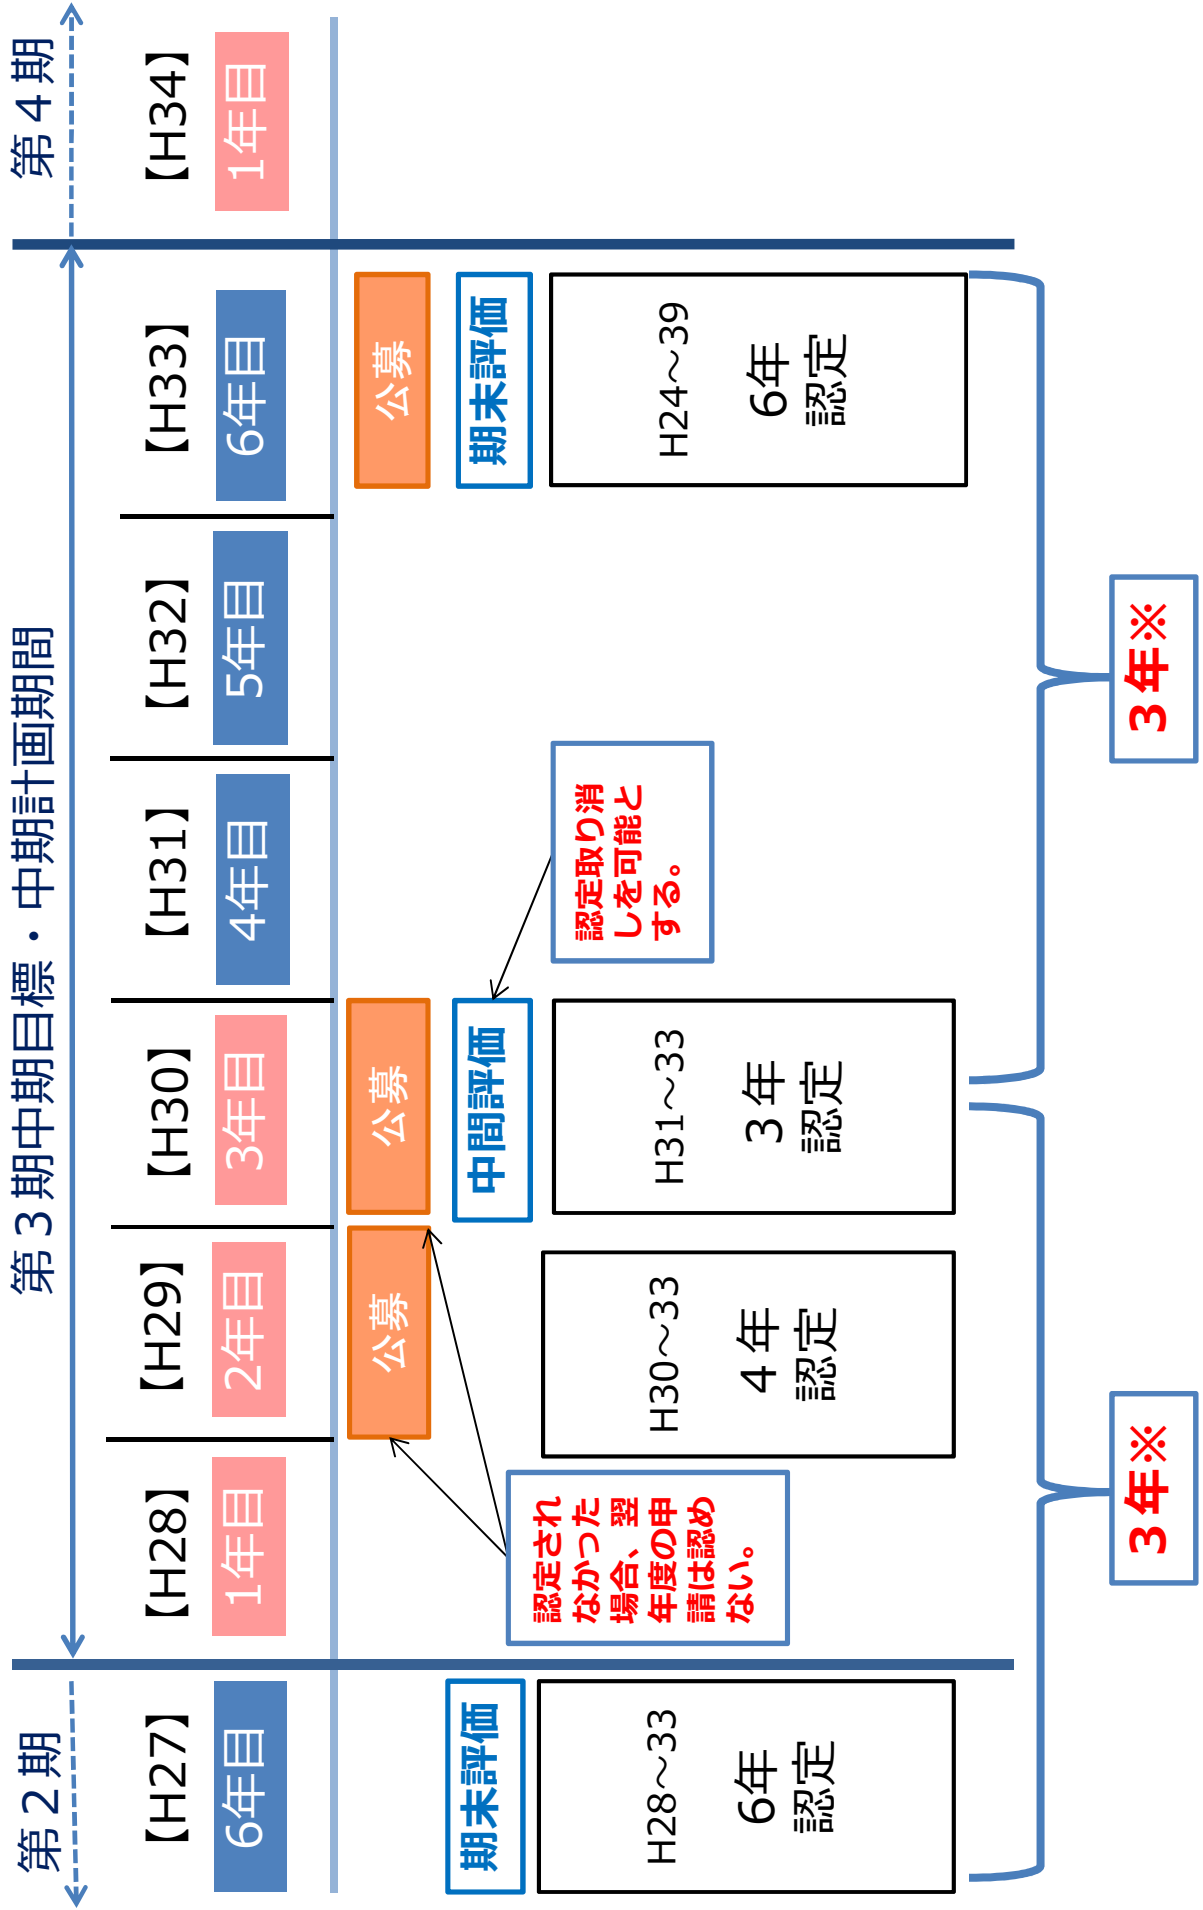 第２期
第３期中期目標・中期計画期間
第４期
【H27】
【H28】
【H29】
【H30】
【H31】
【H32】
【H33】
【H34】
6年目
1年目
2年目
3年目
4年目
5年目
6年目
1年目
公募
公募
公募
期末評価
中間評価
期末評価
認定され
なかった
場合、翌
年度の申
請は認め
ない。
認定取り消
しを可能と
する。
H28～33
6年
認定
H30～33
４年
認定
H31～33
３年
認定
H24～39
6年
認定
３年※
３年※